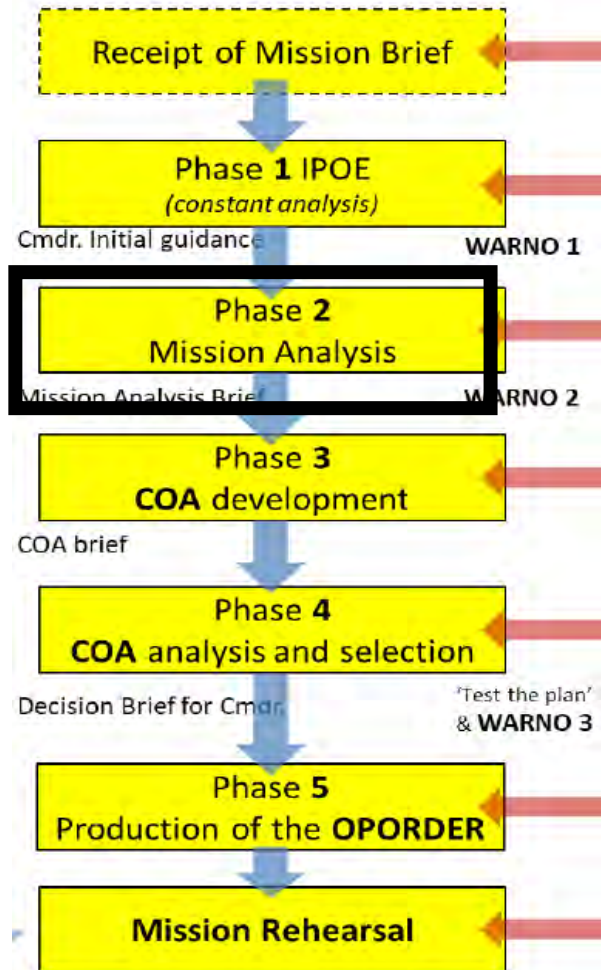 Receipt of Mission Brief
Phase 1 IPOE
(constant analysis)
Cmdr. Initial guidance
WARNO 1
Phase 2
Mission Analysis
Mission Analysis Brief
WARNO 2
Phase 3
COA development
COA brief
Phase 4
COA analysis and selection
Decision Brief for Cmdr.
'Test the plan'
& WARNO 3
Phase 5
Production of the OPORDER
Mission Rehearsal